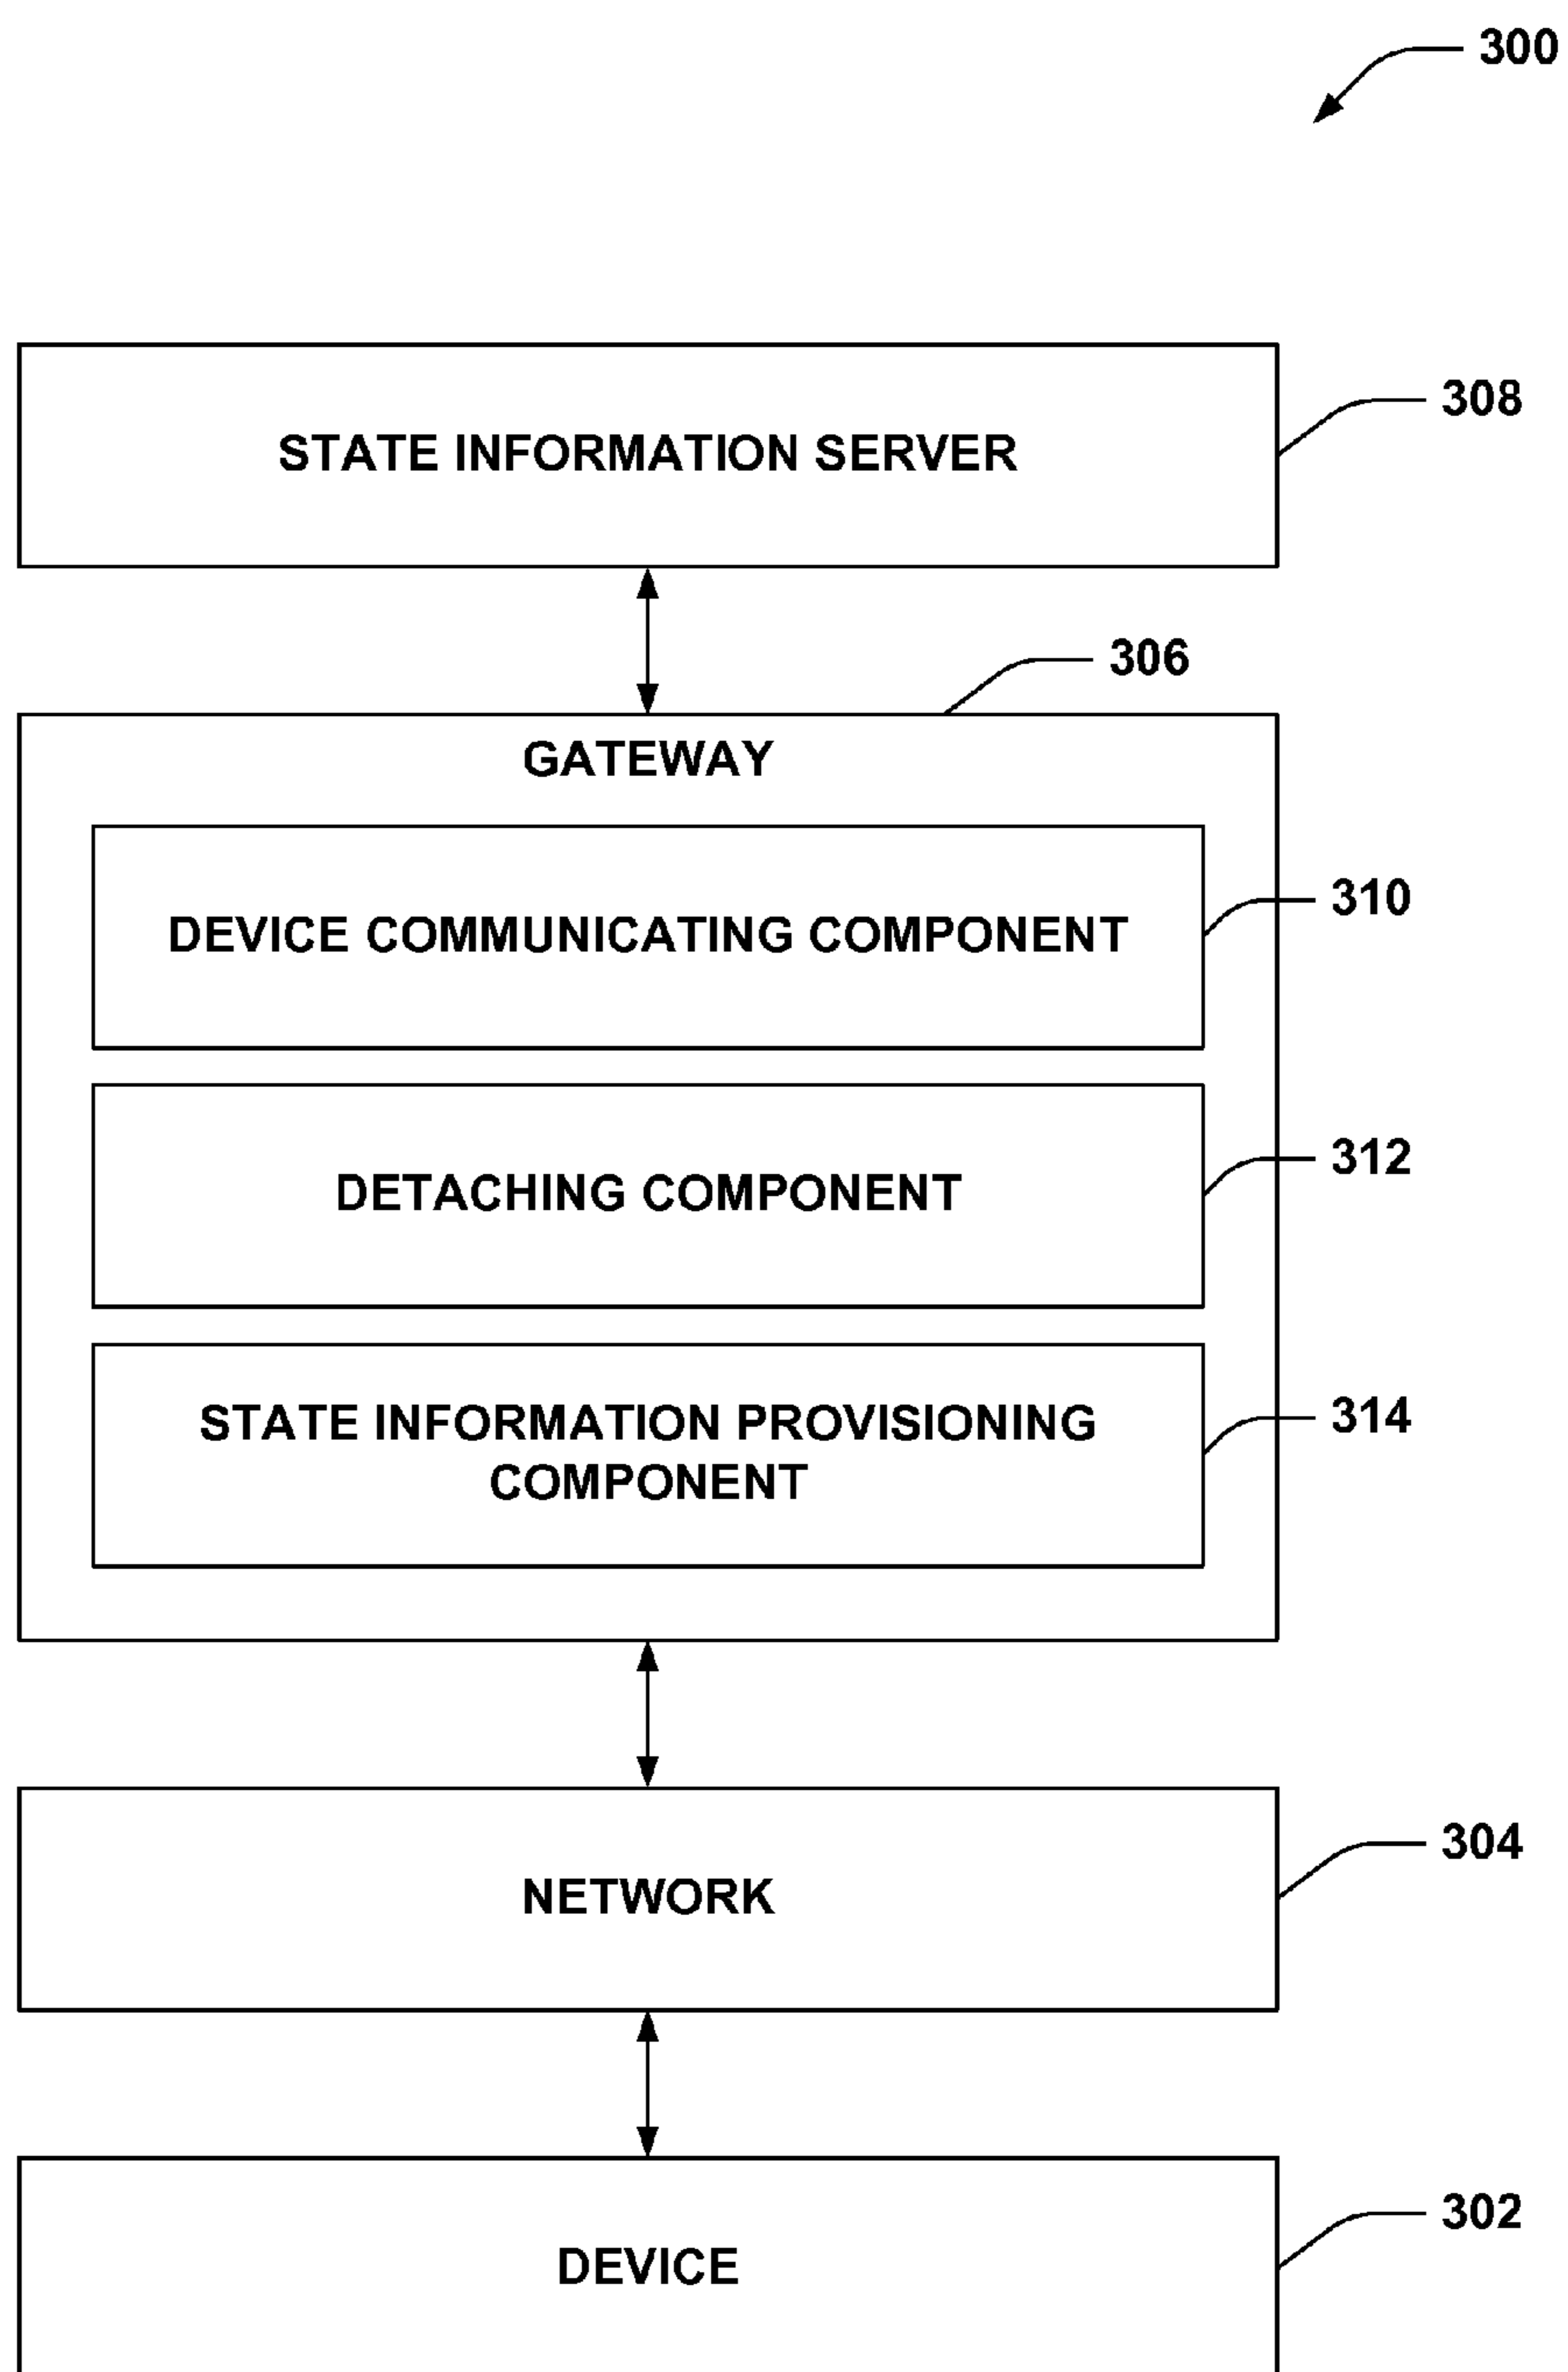 300
STATE INFORMATION SERVER
308
306
GATEWAY
DEVICE COMMUNICATING COMPONENT
310
DETACHING COMPONENT
312
STATE INFORMATION PROVISIONING
COMPONENT
314
NETWORK
304
DEVICE
302